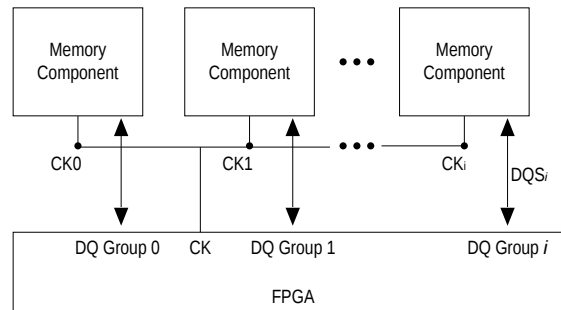 Memory
Component
Memory
Component
Memory
Component
CK0
CK1
CKi
DQSi
DQ Group 0
CK
DQ Group 1
DQ Group i
FPGA